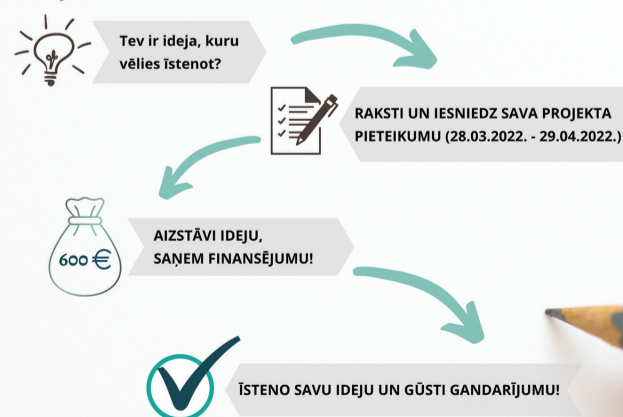 Tev ir ideja, kuru
vēlies īstenot?
RAKSTI UN IESNIEDZ SAVA PROJEKTA
PIETEIKUMU (28.03.2022. - 29.04.2022.)
600 €
AIZSTĀVI IDEJU,
SAŅEM FINANSĒJUMU!
ĪSTENO SAVU IDEJU UN GŪSTI GANDARĪJUMU!